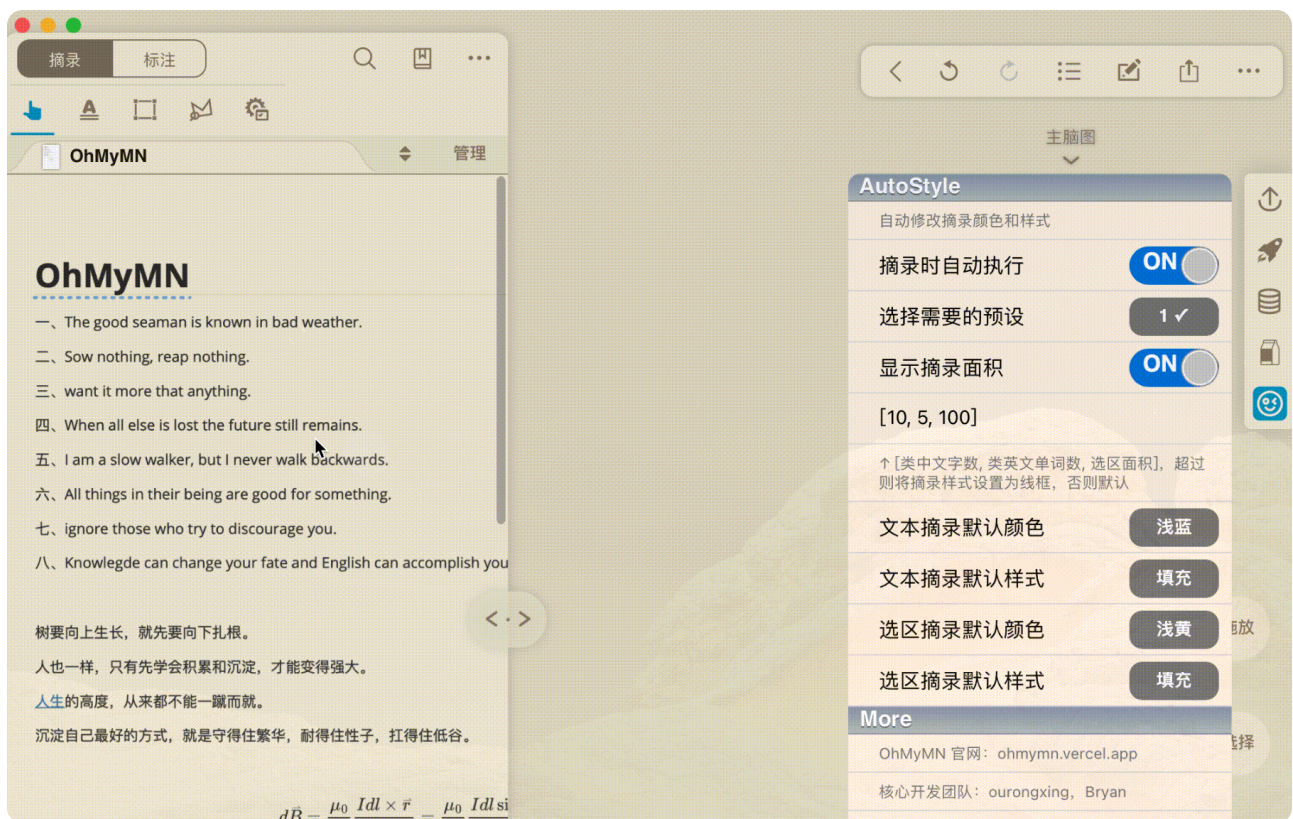 摘录
标注
OhMyMN
管理
OhMyMN
一、The good seaman is known in bad weather.
二、Sow nothing, reap nothing.
三、want it more that anything.
四、When all else is lost the future still remains.
五、I am a slow walker, but I never walk backwards.
六、All things in their being are good for something.
七、ignore those who try to discourage you.
八、Knowlegde can change your fate and English can accomplish you
树要向上生长，就先要向下扎根。
人也一样，只有先学会积累和沉淀，才能变得强大。
人生的高度，从来都不能一蹴而就。
沉淀自己最好的方式，就是守得住繁华，耐得住性子，扛得住低谷。
dB⃗ = μ₀ Idl × r⃗ = μ₀ Idl si
主脑图
AutoStyle
自动修改摘录颜色和样式
摘录时自动执行 ON
选择需要的预设 1 ✓
显示摘录面积 ON
[10, 5, 100]
↑ [类中文字数, 类英文单词数, 选区面积]，超过
则将摘录样式设置为线框，否则默认
文本摘录默认颜色 浅蓝
文本摘录默认样式 填充
选区摘录默认颜色 浅黄
选区摘录默认样式 填充
More
OhMyMN 官网：ohmymn.vercel.app
核心开发团队：ourongxing，Bryan
放
择